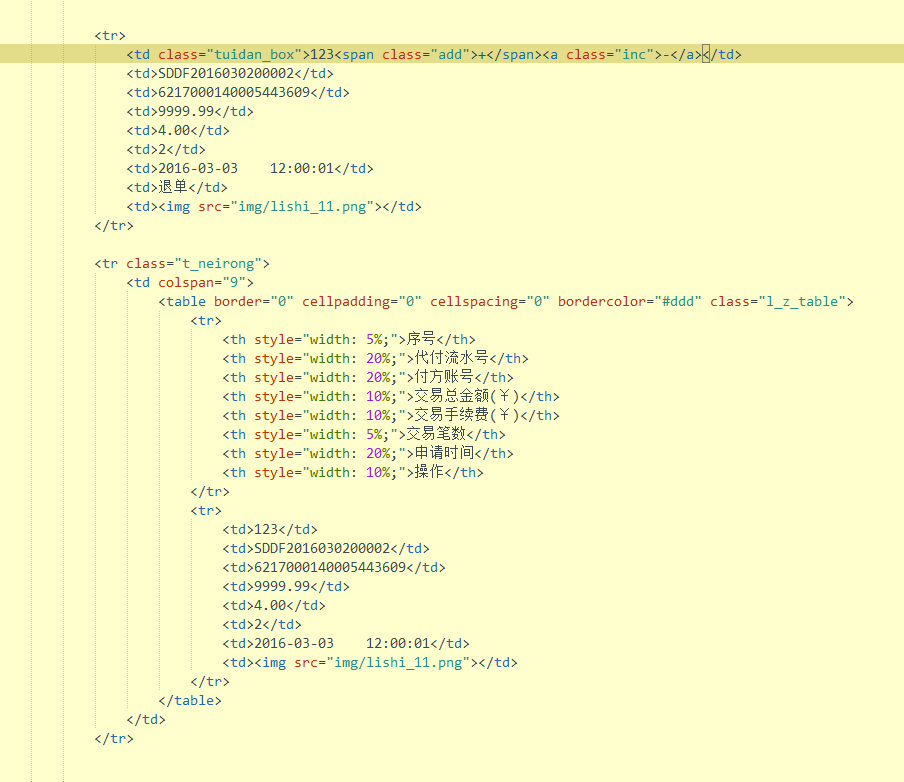 <tr>
<td class="tuidan_box">123<span class="add">+</span><a class="inc">-</a></td>
<td>SDDF2016030200002</td>
<td>6217000140005443609</td>
<td>9999.99</td>
<td>4.00</td>
<td>2</td>
<td>2016-03-03    12:00:01</td>
<td>退单</td>
<td><img src="img/lishi_11.png"></td>
</tr>
<tr class="t_neirong">
<td colspan="9">
<table border="0" cellpadding="0" cellspacing="0" bordercolor="#ddd" class="l_z_table">
<tr>
<th style="width: 5%;">序号</th>
<th style="width: 20%;">代付流水号</th>
<th style="width: 20%;">付方账号</th>
<th style="width: 10%;">交易总金额(￥)</th>
<th style="width: 10%;">交易手续费(￥)</th>
<th style="width: 5%;">交易笔数</th>
<th style="width: 20%;">申请时间</th>
<th style="width: 10%;">操作</th>
</tr>
<tr>
<td>123</td>
<td>SDDF2016030200002</td>
<td>6217000140005443609</td>
<td>9999.99</td>
<td>4.00</td>
<td>2</td>
<td>2016-03-03    12:00:01</td>
<td><img src="img/lishi_11.png"></td>
</tr>
</table>
</td>
</tr>